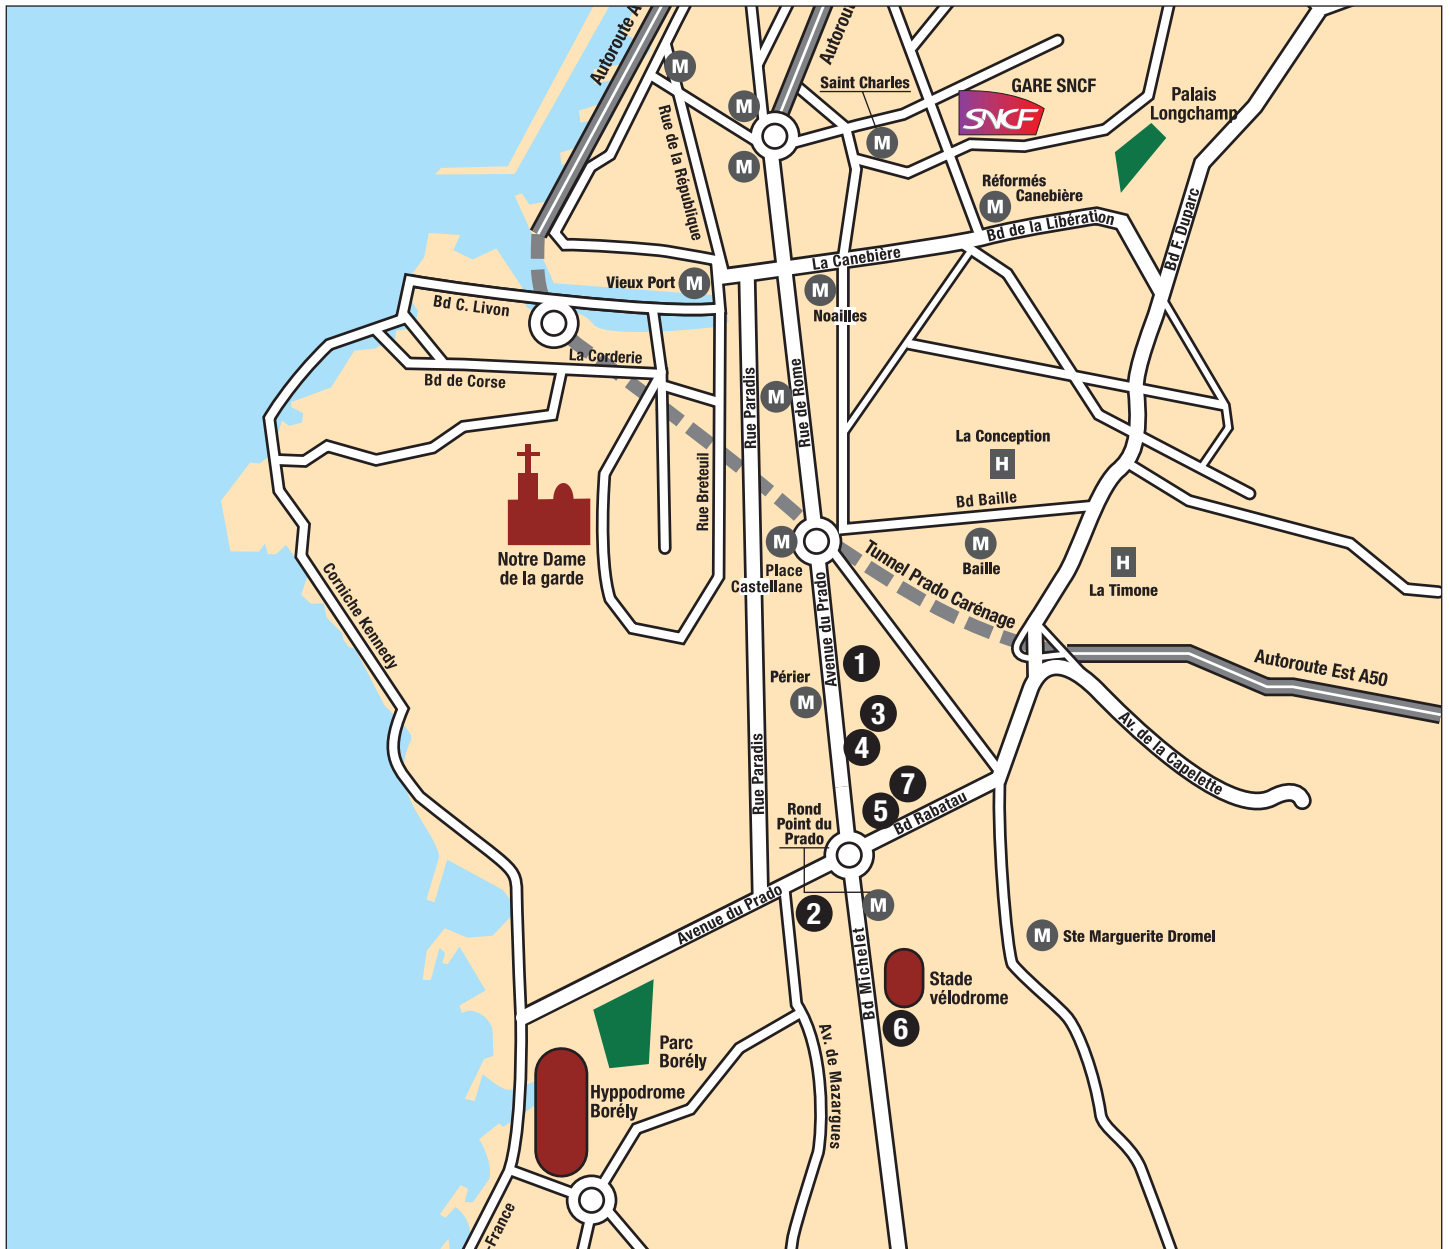 Autoroute A
Autorou
M
M
M
Saint Charles
M
GARE SNCF
SNCF
Palais
Longchamp
Rue de la République
Réformés
Canebière
M
Bd de la Libération
Bd F. Duparc
La Canebière
Vieux Port
M
M
Noailles
Bd C. Livon
La Corderie
Bd de Corse
Rue Paradis
M
Rue de Rome
La Conception
H
Rue Breteuil
Bd Baille
M
Baille
H
La Timone
Notre Dame
de la garde
M
Place
Castellane
Tunnel Prado Carénage
Corniche Kennedy
Avenue du Prado
1
Périer
M
3
4
Autoroute Est A50
Av. de la Capelette
Rue Paradis
7
5
Bd Rabatau
Rond
Point du
Prado
Avenue du Prado
2
M
Bd Michelet
M
Ste Marguerite Dromel
Stade
vélodrome
6
Parc
Borély
Av. de Mazargues
Hyppodrome
Borély
-France